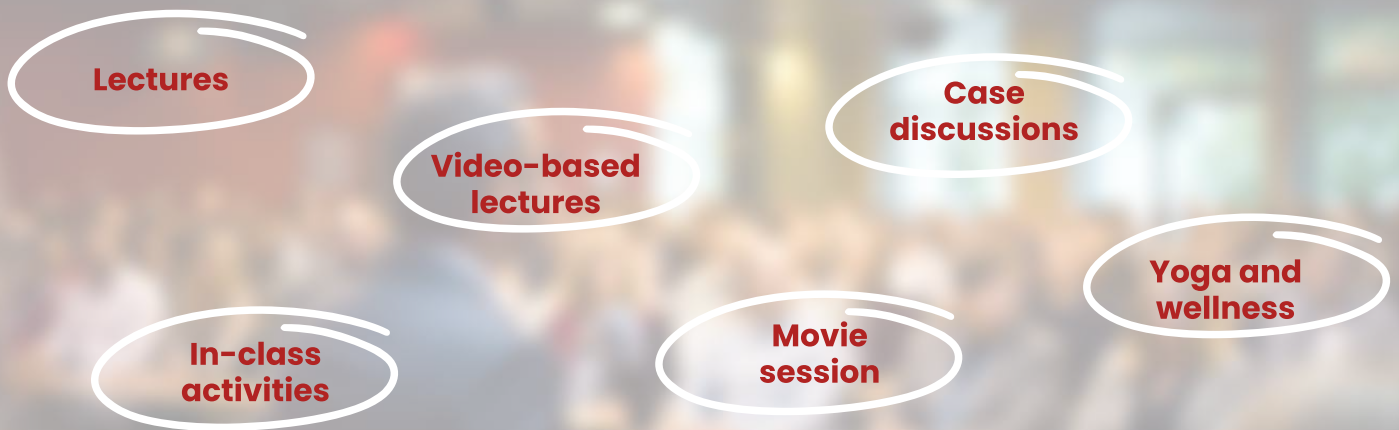 Lectures
Case
discussions
Video-based
lectures
Yoga and
wellness
In-class
activities
Movie
session